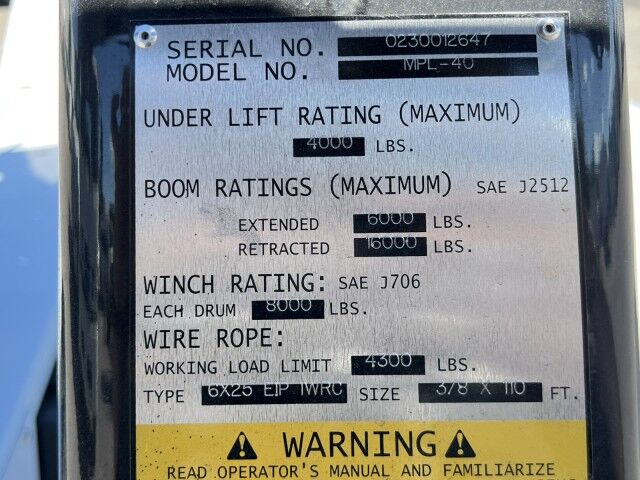 SERIAL NO. 0230012647
MODEL NO. MPL-40
UNDER LIFT RATING (MAXIMUM)
4000 LBS.
BOOM RATINGS (MAXIMUM) SAE J2512
EXTENDED 6000 LBS.
RETRACTED 16000 LBS.
WINCH RATING: SAE J706
EACH DRUM 8000 LBS.
WIRE ROPE:
WORKING LOAD LIMIT 4300 LBS.
TYPE 6X25 EIP IWRC SIZE 3/8 X 110 FT.
WARNING
READ OPERATOR'S MANUAL AND FAMILIARIZE